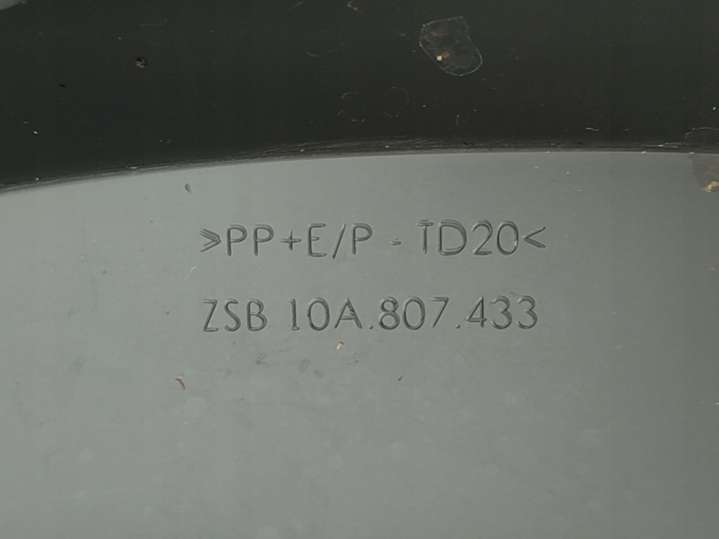 >PP+E/P - TD20<
ZSB 10A.807.433